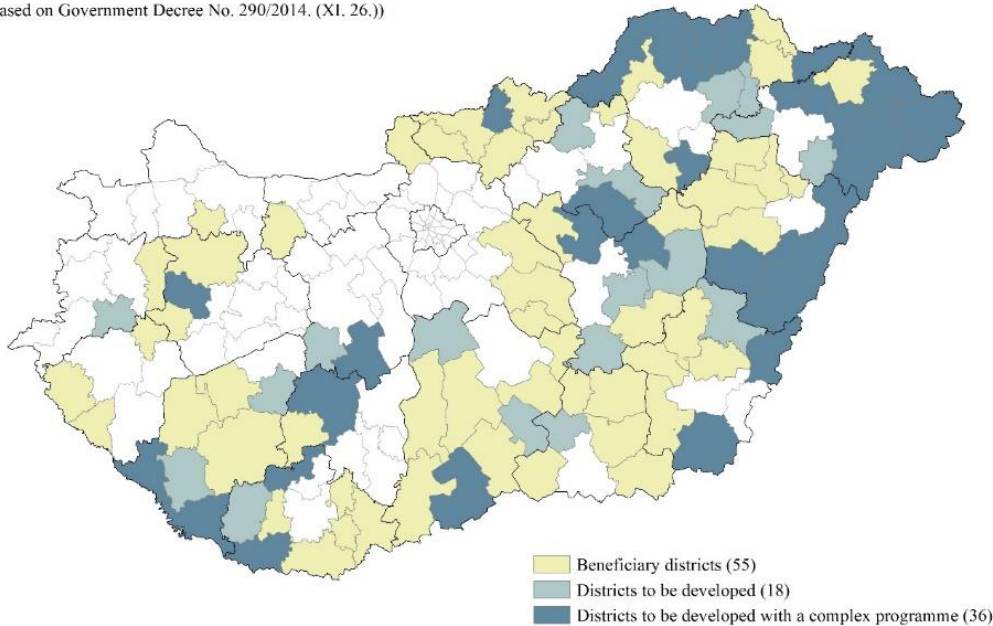 ased on Government Decree No. 290/2014. (XI. 26.))
Beneficiary districts (55)
Districts to be developed (18)
Districts to be developed with a complex programme (36)